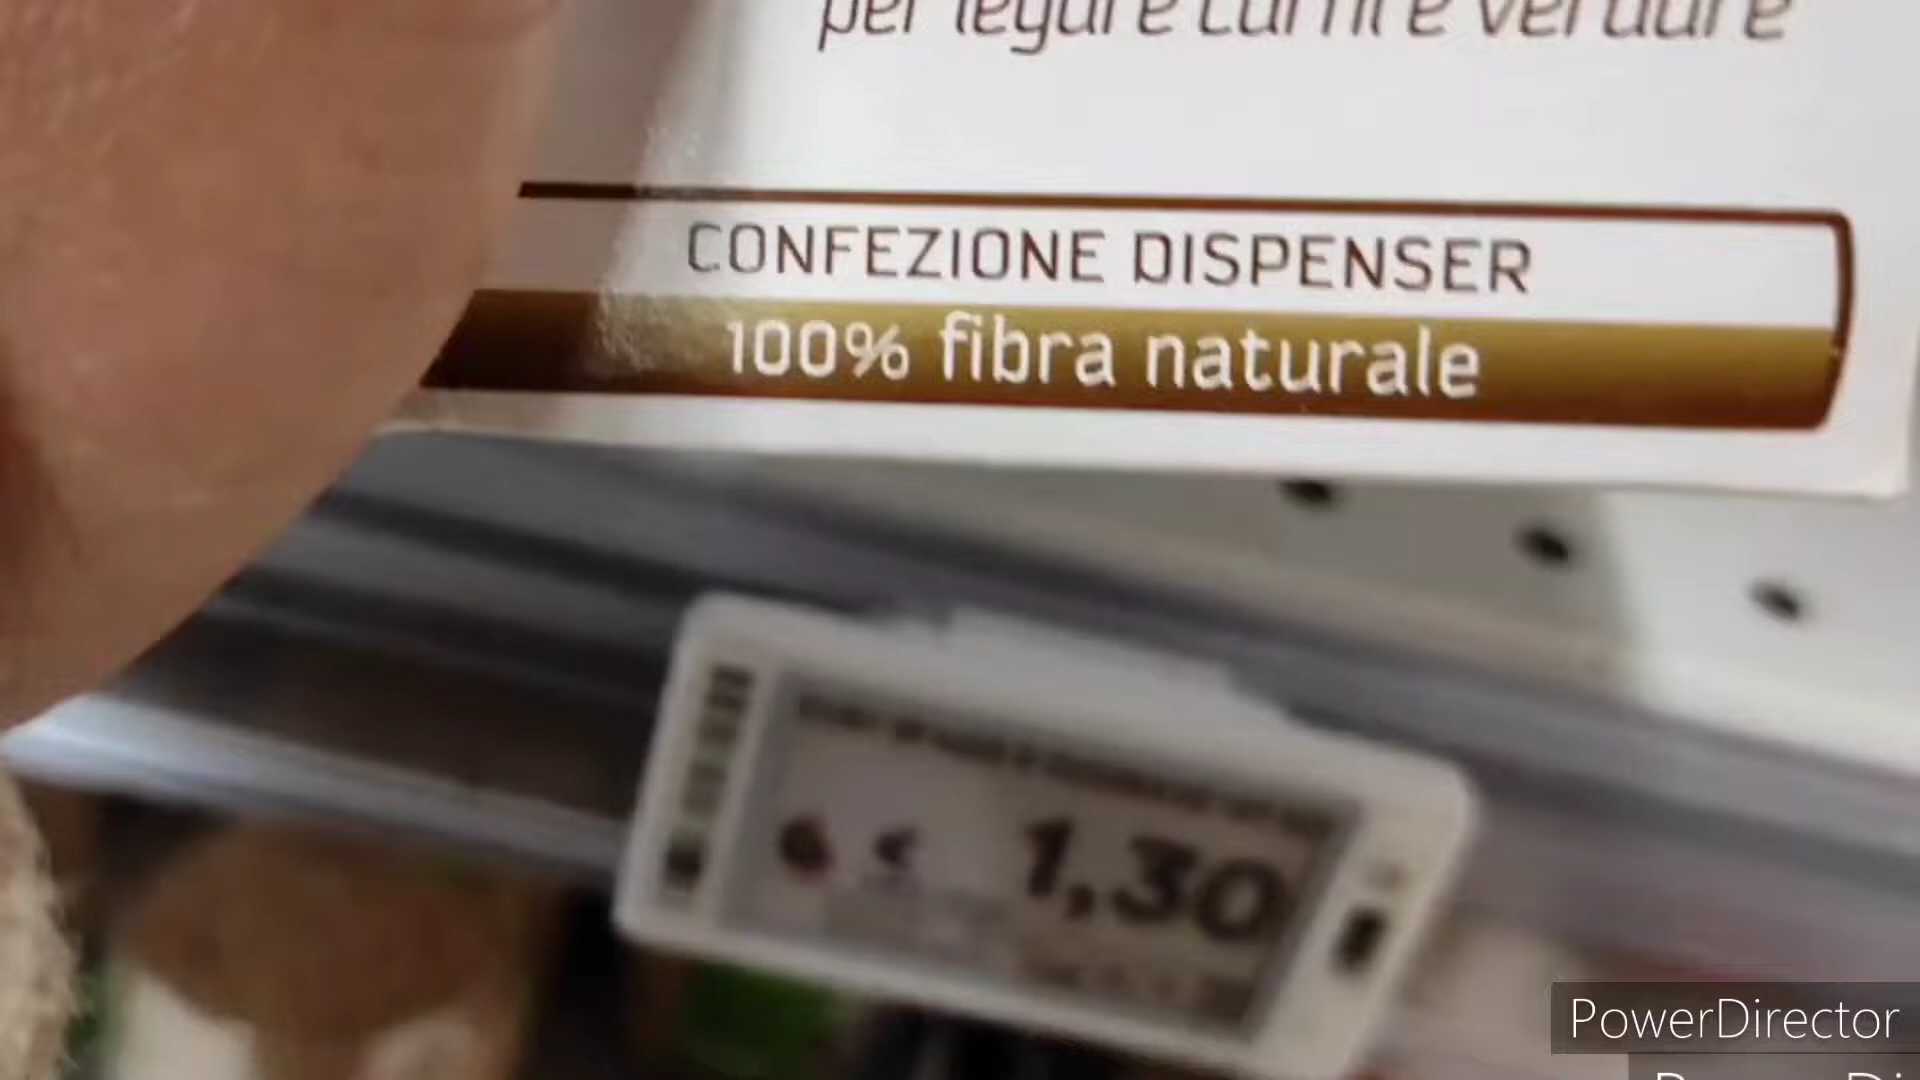 per legare carni e verdure
CONFEZIONE DISPENSER
100% fibra naturale
1,30
PowerDirector